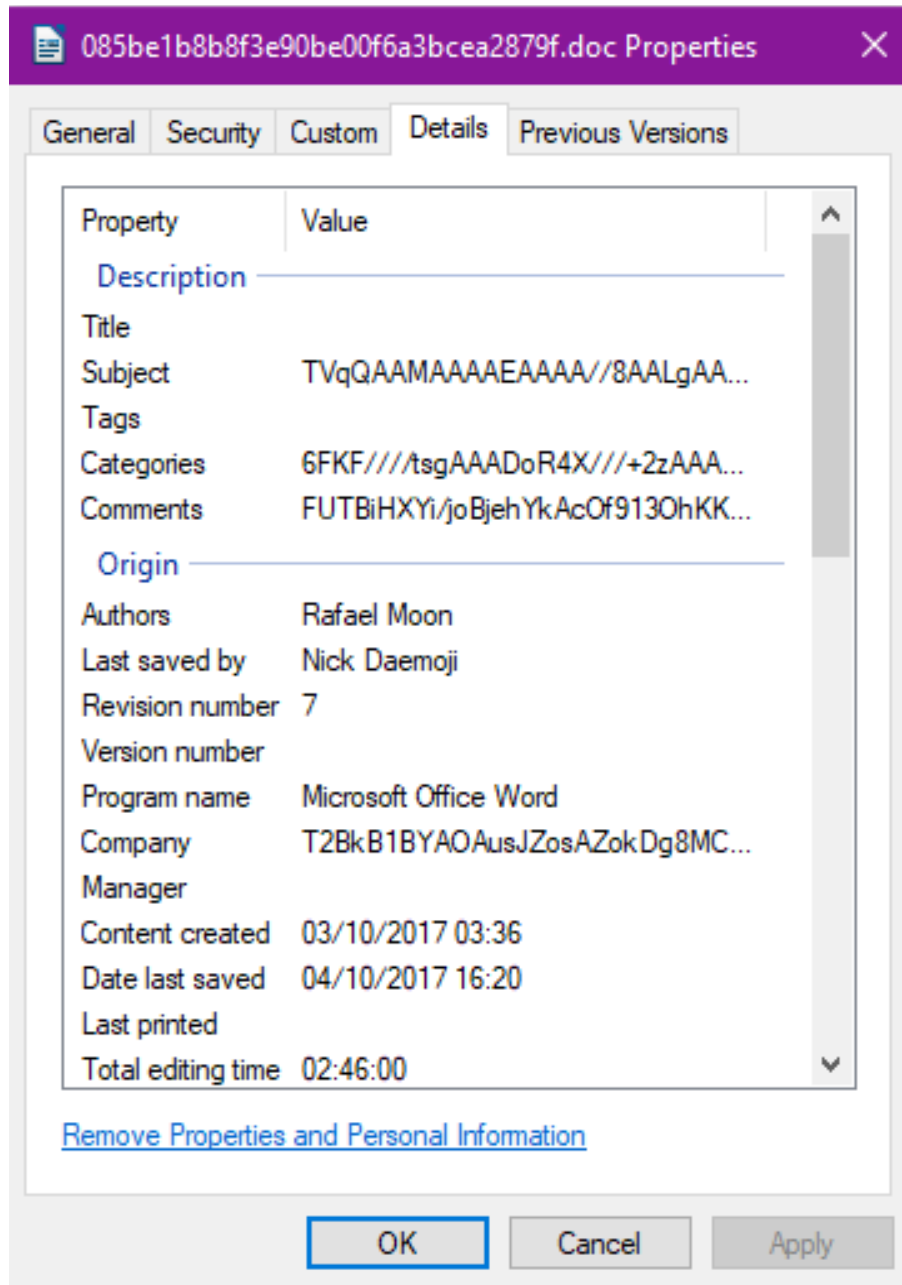 085be1b8b8f3e90be00f6a3bcea2879f.doc Properties
General Security Custom Details Previous Versions
Property Value
Description
Title
Subject TVqQAAMAAAAEAAAA//8AALgAA...
Tags
Categories 6FKF////tsgAAADoR4X///+2zAAA...
Comments FUTBiHXYi/joBjehYkAcOf913OhKK...
Origin
Authors Rafael Moon
Last saved by Nick Daemoji
Revision number 7
Version number
Program name Microsoft Office Word
Company T2BkB1BYAOAusJZosAZokDg8MC...
Manager
Content created 03/10/2017 03:36
Date last saved 04/10/2017 16:20
Last printed
Total editing time 02:46:00
Remove Properties and Personal Information
OK Cancel Apply